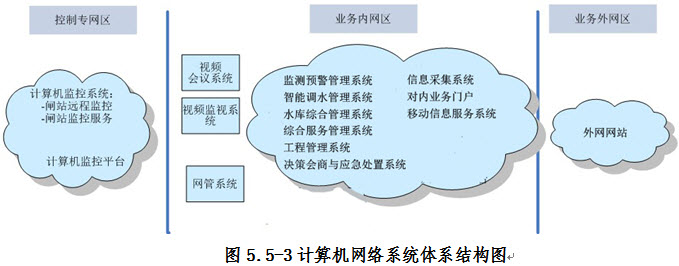 控制专网区
业务内网区
业务外网区
计算机监控系统:
-闸站远程监控
-闸站监控服务
计算机监控平台
视频
会议系统
视频监视系
统
网管系统
监测预警管理系统
智能调水管理系统
水库综合管理系统
综合服务管理系统
工程管理系统
决策会商与应急处置系统
信息采集系统
对内业务门户
移动信息服务系统
外网网站
图 5.5-3计算机网络系统体系结构图